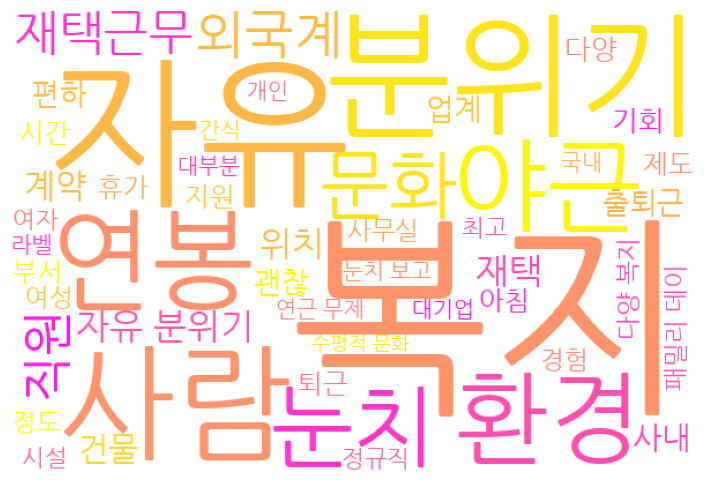 재택근무
외국계
분위기
다양
자유
편하
개인
업계
기회
시간
간식
대부분
문화
야근
국내
제도
계약
휴가
지원
출퇴근
여자
라벨
연봉
위치
사무실
최고
복지
다양 복지
부서
여성
괜찮
눈치 보고
재택
패밀리 데이
연근 무제
대기업
아침
직원
자유 분위기
수평적 문화
사람
퇴근
경험
눈치
환경
정도
건물
사내
시설
정규직